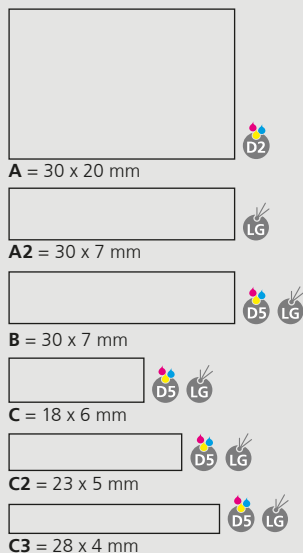 D2
A = 30 x 20 mm
LG
A2 = 30 x 7 mm
D5 LG
B = 30 x 7 mm
D5 LG
C = 18 x 6 mm
D5 LG
C2 = 23 x 5 mm
D5 LG
C3 = 28 x 4 mm